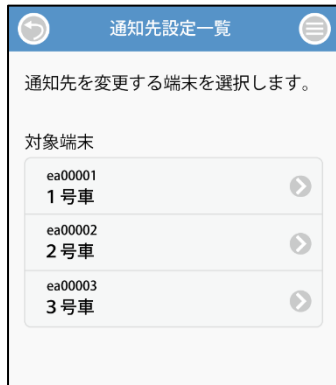 通知先設定一覧
通知先を変更する端末を選択します。
対象端末
ea00001
1号車
ea00002
2号車
ea00003
3号車